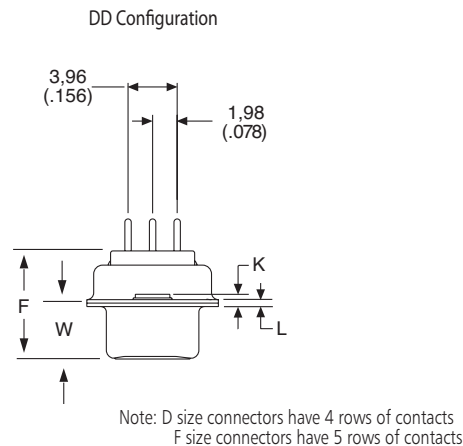 DD Configuration
3,96
(.156)
1,98
(.078)
K
F
W
L
Note: D size connectors have 4 rows of contacts
F size connectors have 5 rows of contacts